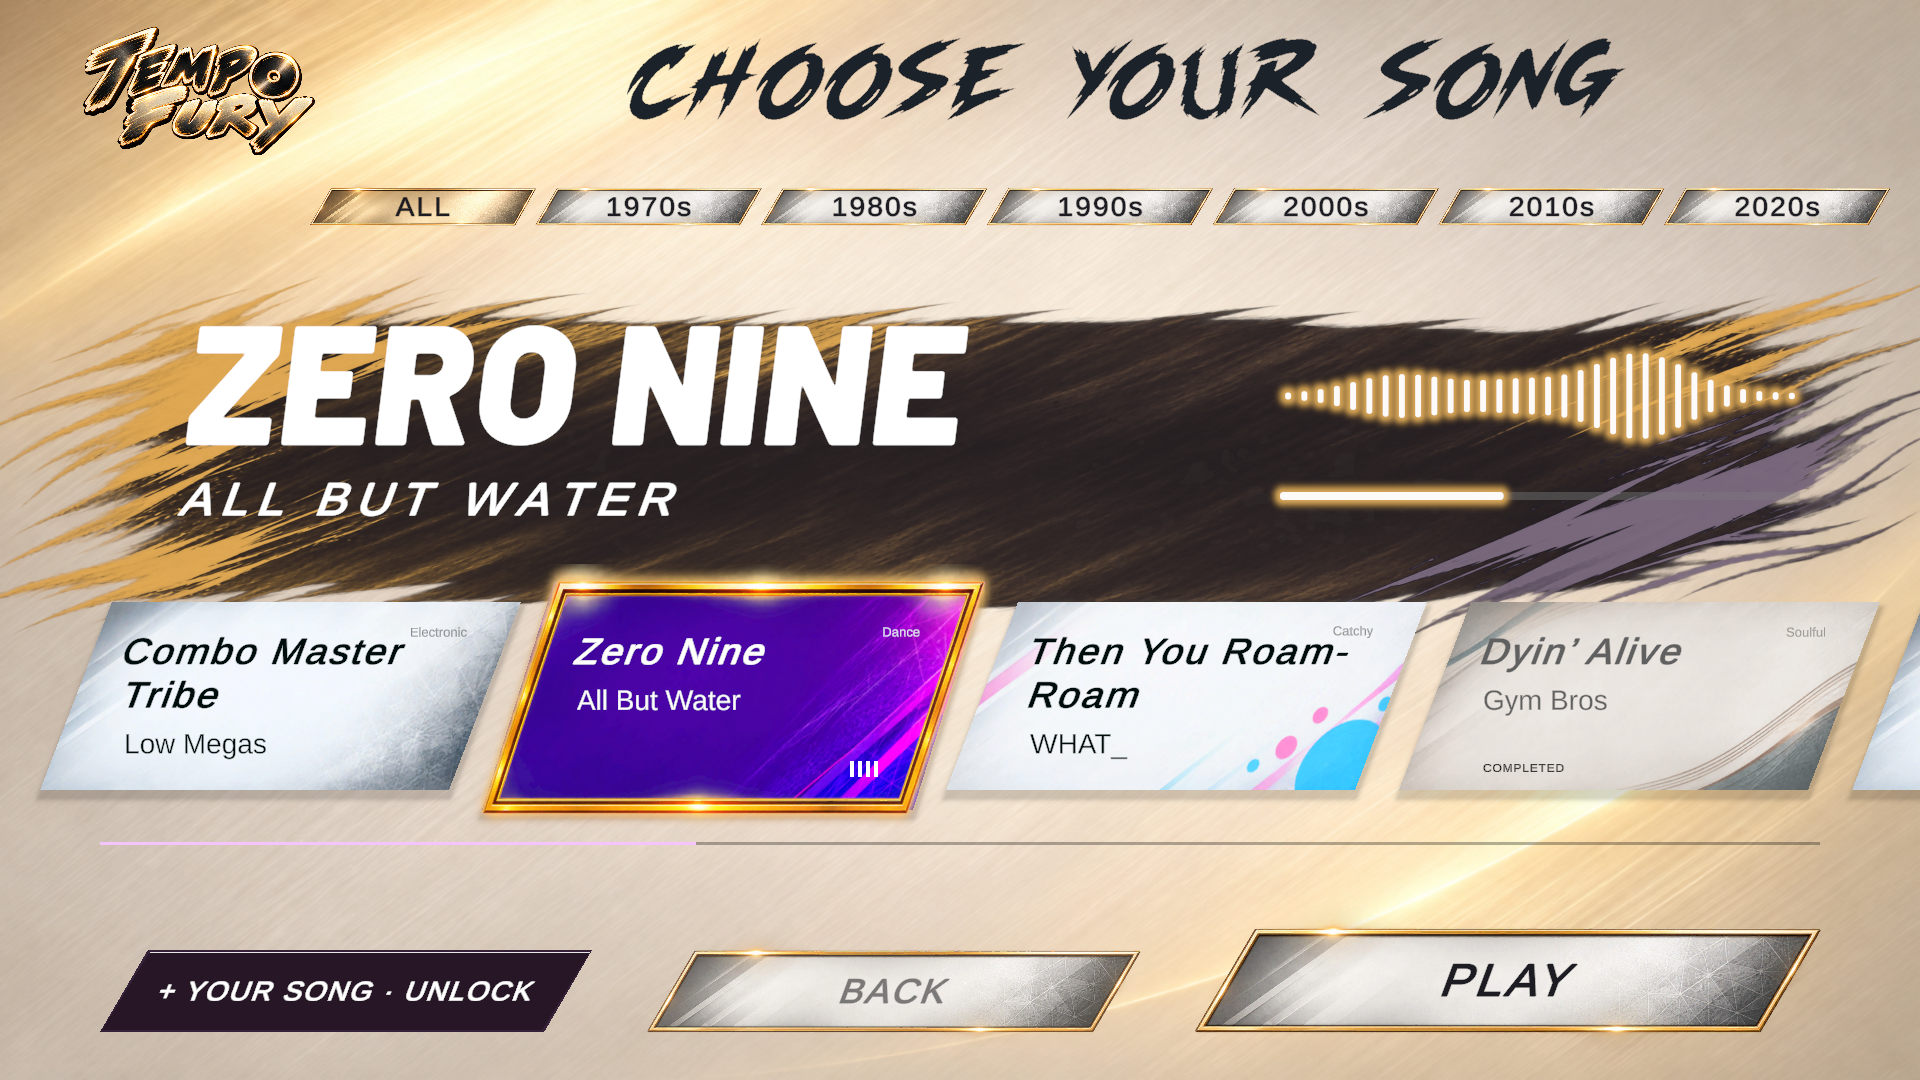 TEMPO
FURY
CHOOSE YOUR SONG
ALL
1970s
1980s
1990s
2000s
2010s
2020s
ZERO NINE
ALL BUT WATER
Electronic
Combo Master
Tribe
Low Megas
Dance
Zero Nine
All But Water
Catchy
Then You Roam-
Roam
WHAT_
Soulful
Dyin’ Alive
Gym Bros
COMPLETED
+ YOUR SONG · UNLOCK
BACK
PLAY